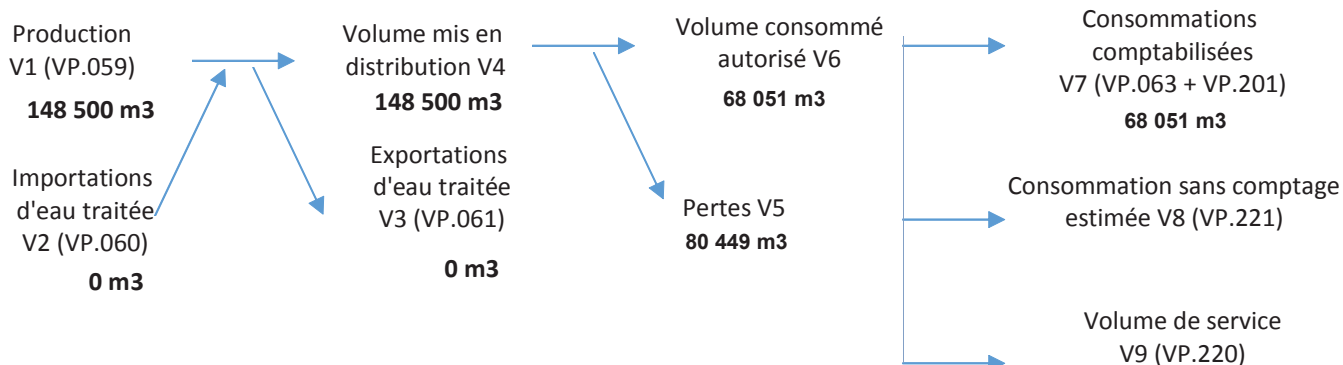 Production
V1 (VP.059)
148 500 m3
Importations
d'eau traitée
V2 (VP.060)
0 m3
Volume mis en
distribution V4
148 500 m3
Exportations
d'eau traitée
V3 (VP.061)
0 m3
Volume consommé
autorisé V6
68 051 m3
Pertes V5
80 449 m3
Consommations
comptabilisées
V7 (VP.063 + VP.201)
68 051 m3
Consommation sans comptage
estimée V8 (VP.221)
Volume de service
V9 (VP.220)